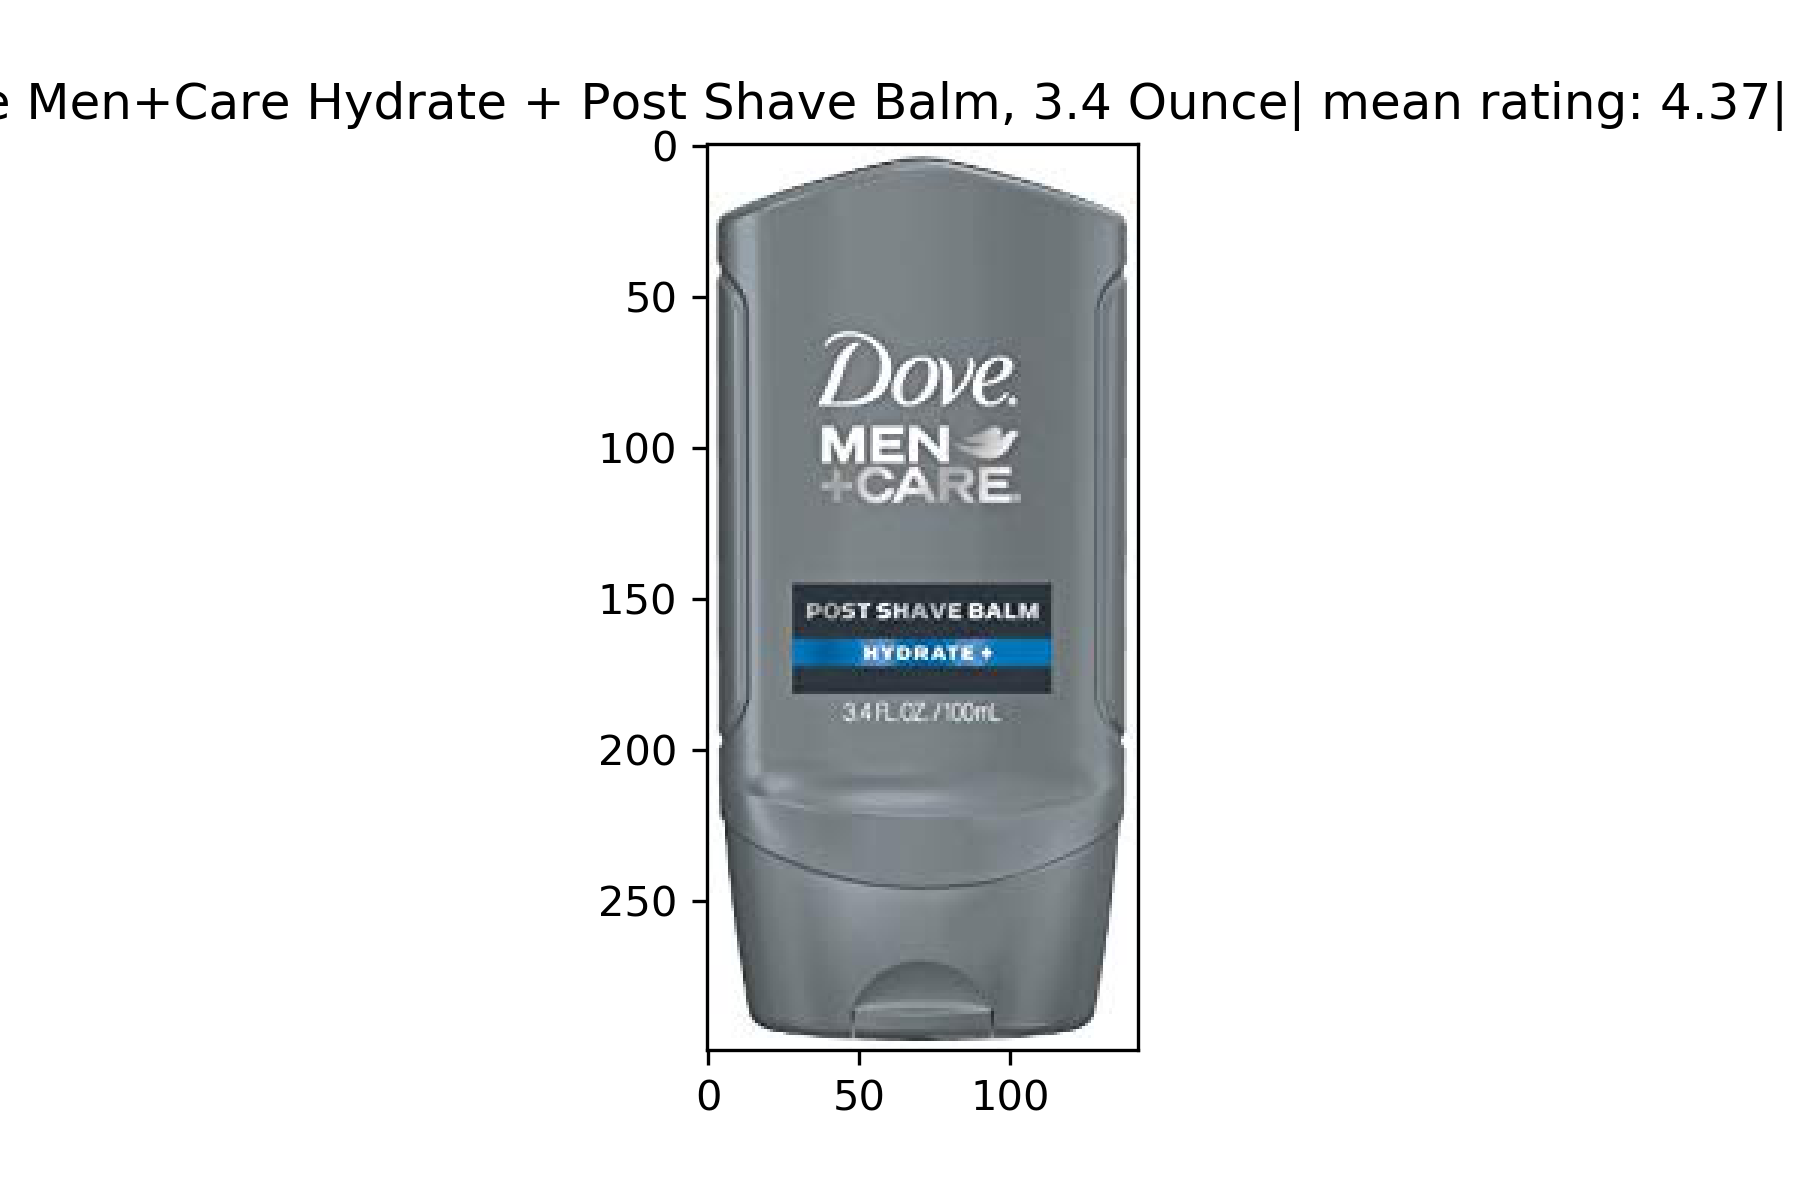 e Men+Care Hydrate + Post Shave Balm, 3.4 Ounce| mean rating: 4.37|
0
50
100
150
200
250
Dove.
MEN
+CARE.
POST SHAVE BALM
HYDRATE +
3.4 FL.OZ. / 100mL
0 50 100